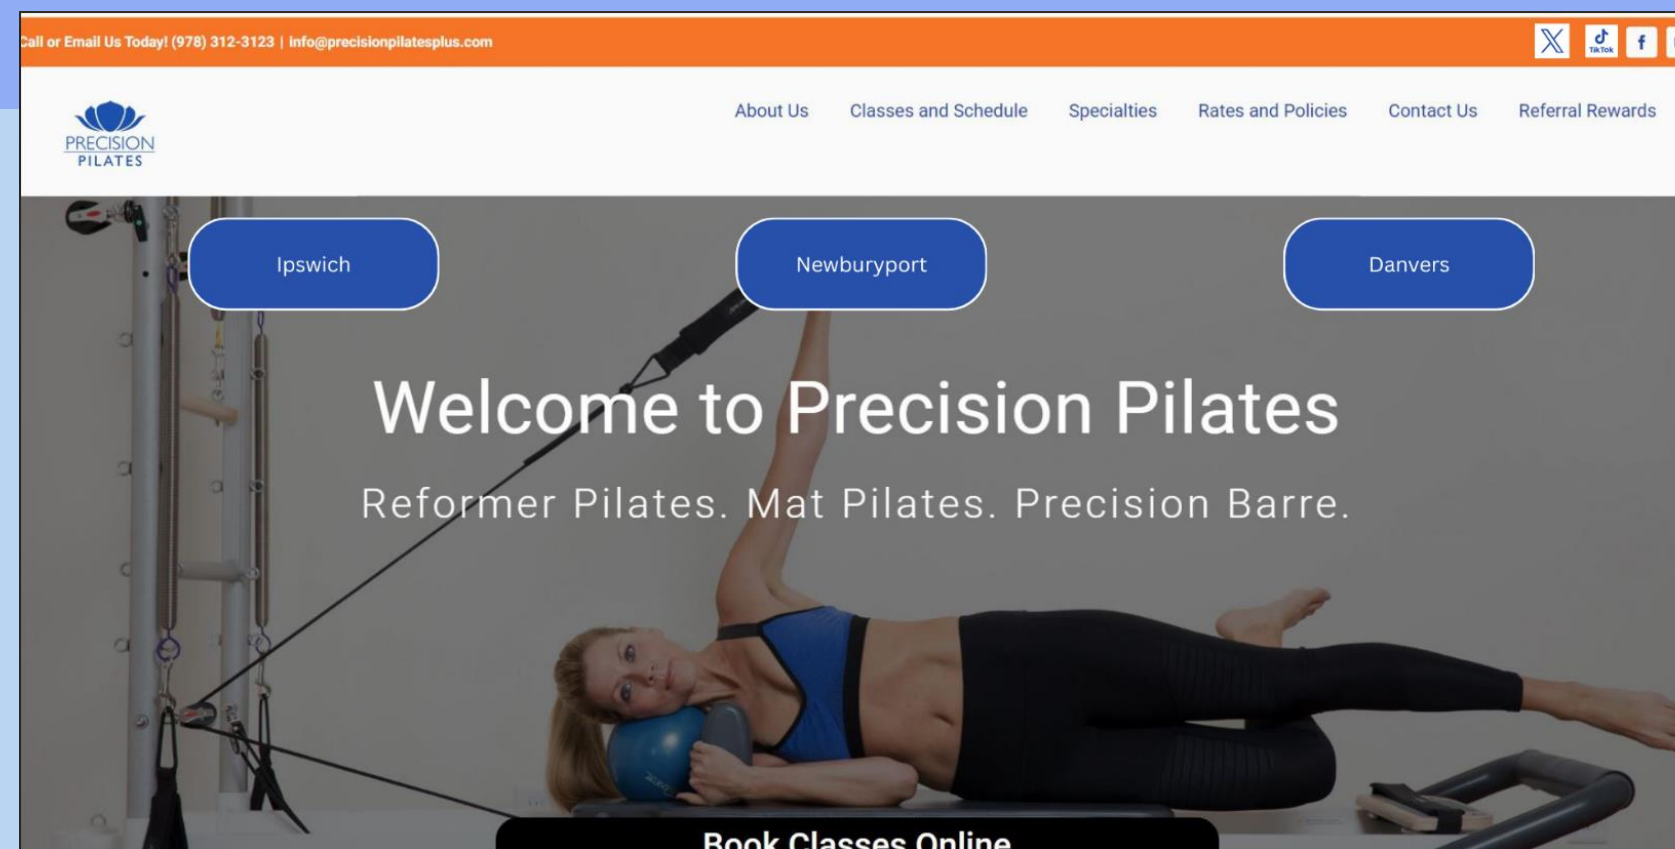 Call or Email Us Today! (978) 312-3123 | info@precisionpilatesplus.com
TikTok
PRECISION
PILATES
About Us Classes and Schedule Specialties Rates and Policies Contact Us Referral Rewards
Ipswich Newburyport Danvers
Welcome to Precision Pilates
Reformer Pilates. Mat Pilates. Precision Barre.
Book Classes Online